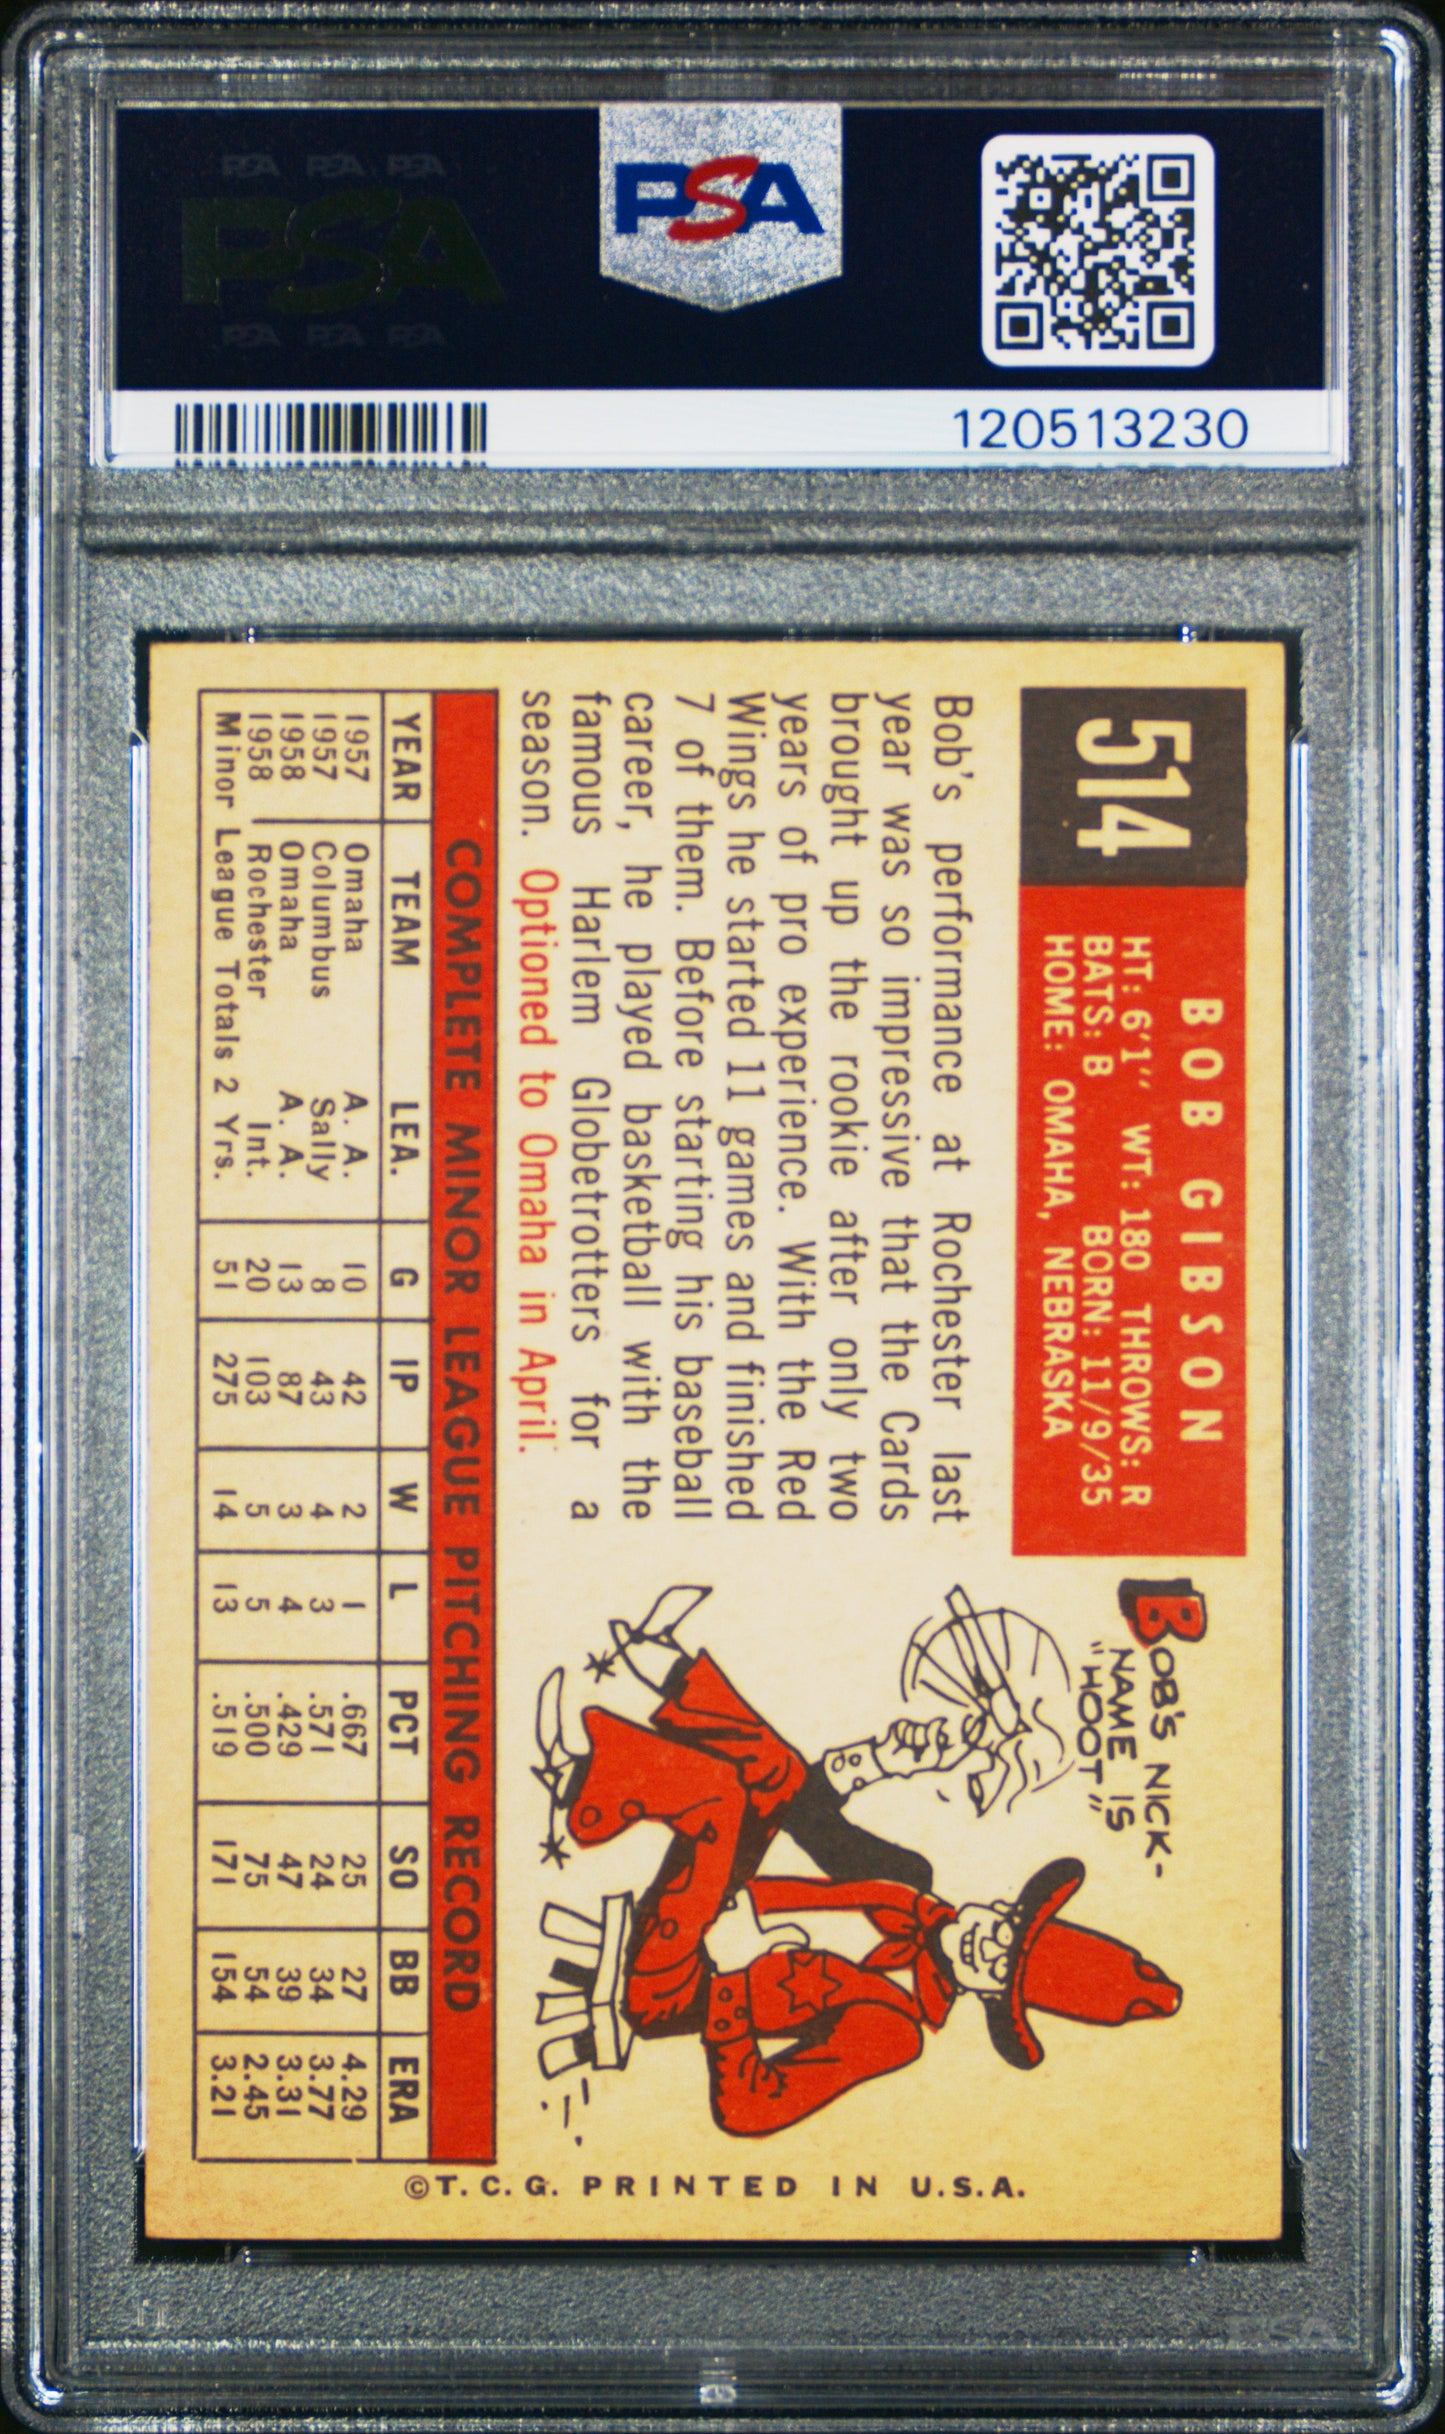 PSA PSA PSA
PSA
PSA PSA PSA
PSA
120513230
514
BOB GIBSON
HT: 6'1" WT: 180 THROWS: R
BATS: B BORN: 11/9/35
HOME: OMAHA, NEBRASKA
Bob's performance at Rochester last
year was so impressive that the Cards
brought up the rookie after only two
years of pro experience. With the Red
Wings he started 11 games and finished
7 of them. Before starting his baseball
career, he played basketball with the
famous Harlem Globetrotters for a
season. Optioned to Omaha in April.
BOB'S NICK-
NAME IS
"HOOT"
COMPLETE MINOR LEAGUE PITCHING RECORD
YEAR TEAM LEA. G IP W L PCT SO BB ERA
1957 Omaha A. A. 10 42 2 1 .667 25 27 4.29
1957 Columbus Sally 8 43 4 3 .571 24 34 3.77
1958 Omaha A. A. 13 87 3 4 .429 47 39 3.31
1958 Rochester Int. 20 103 5 5 .500 75 54 2.45
Minor League Totals 2 Yrs. 51 275 14 13 .519 171 154 3.21
©T. C. G. PRINTED IN U.S.A.
PSA